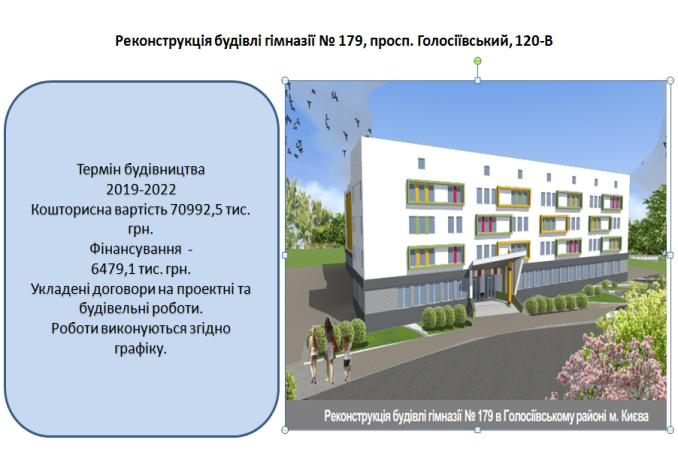 Реконструкція будівлі гімназії № 179, просп. Голосіївський, 120-В
Термін будівництва
2019-2022
Кошторисна вартість 70992,5 тис.
грн.
Фінансування -
6479,1 тис. грн.
Укладені договори на проектні та
будівельні роботи.
Роботи виконуються згідно
графіку.
Реконструкція будівлі гімназії № 179 в Голосіївському районі м. Києва